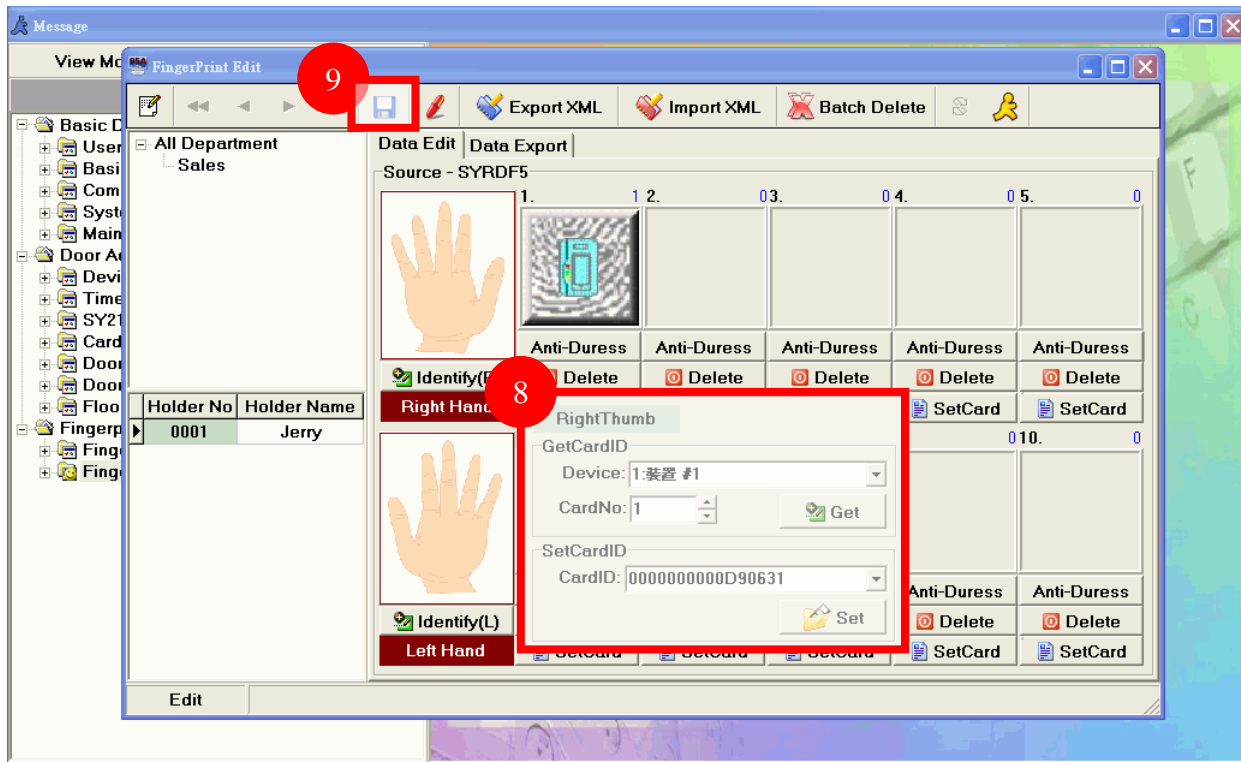 Message
View Mo
FingerPrint Edit
9
Export XML Import XML Batch Delete
Basic D
User
Basi
Com
Syst
Main
Door A
Devi
Time
SY21
Card
Door
Door
Floo
Fingerp
Finge
Finge
All Department
Sales
Holder No Holder Name
0001 Jerry
Data Edit Data Export
Source - SYRDF5
1. 1 2. 0 3. 0 4. 0 5. 0
Anti-Duress Anti-Duress Anti-Duress Anti-Duress Anti-Duress
Identify( Delete Delete Delete Delete Delete
Right Hand SetCard SetCard
8
RightThumb
GetCardID
Device: 1:裝置 #1
CardNo: 1 Get
SetCardID
CardID: 0000000000D90631
Set
0 10. 0
Anti-Duress Anti-Duress
Identify(L) Delete Delete
Left Hand SetCard SetCard SetCard SetCard SetCard
Edit